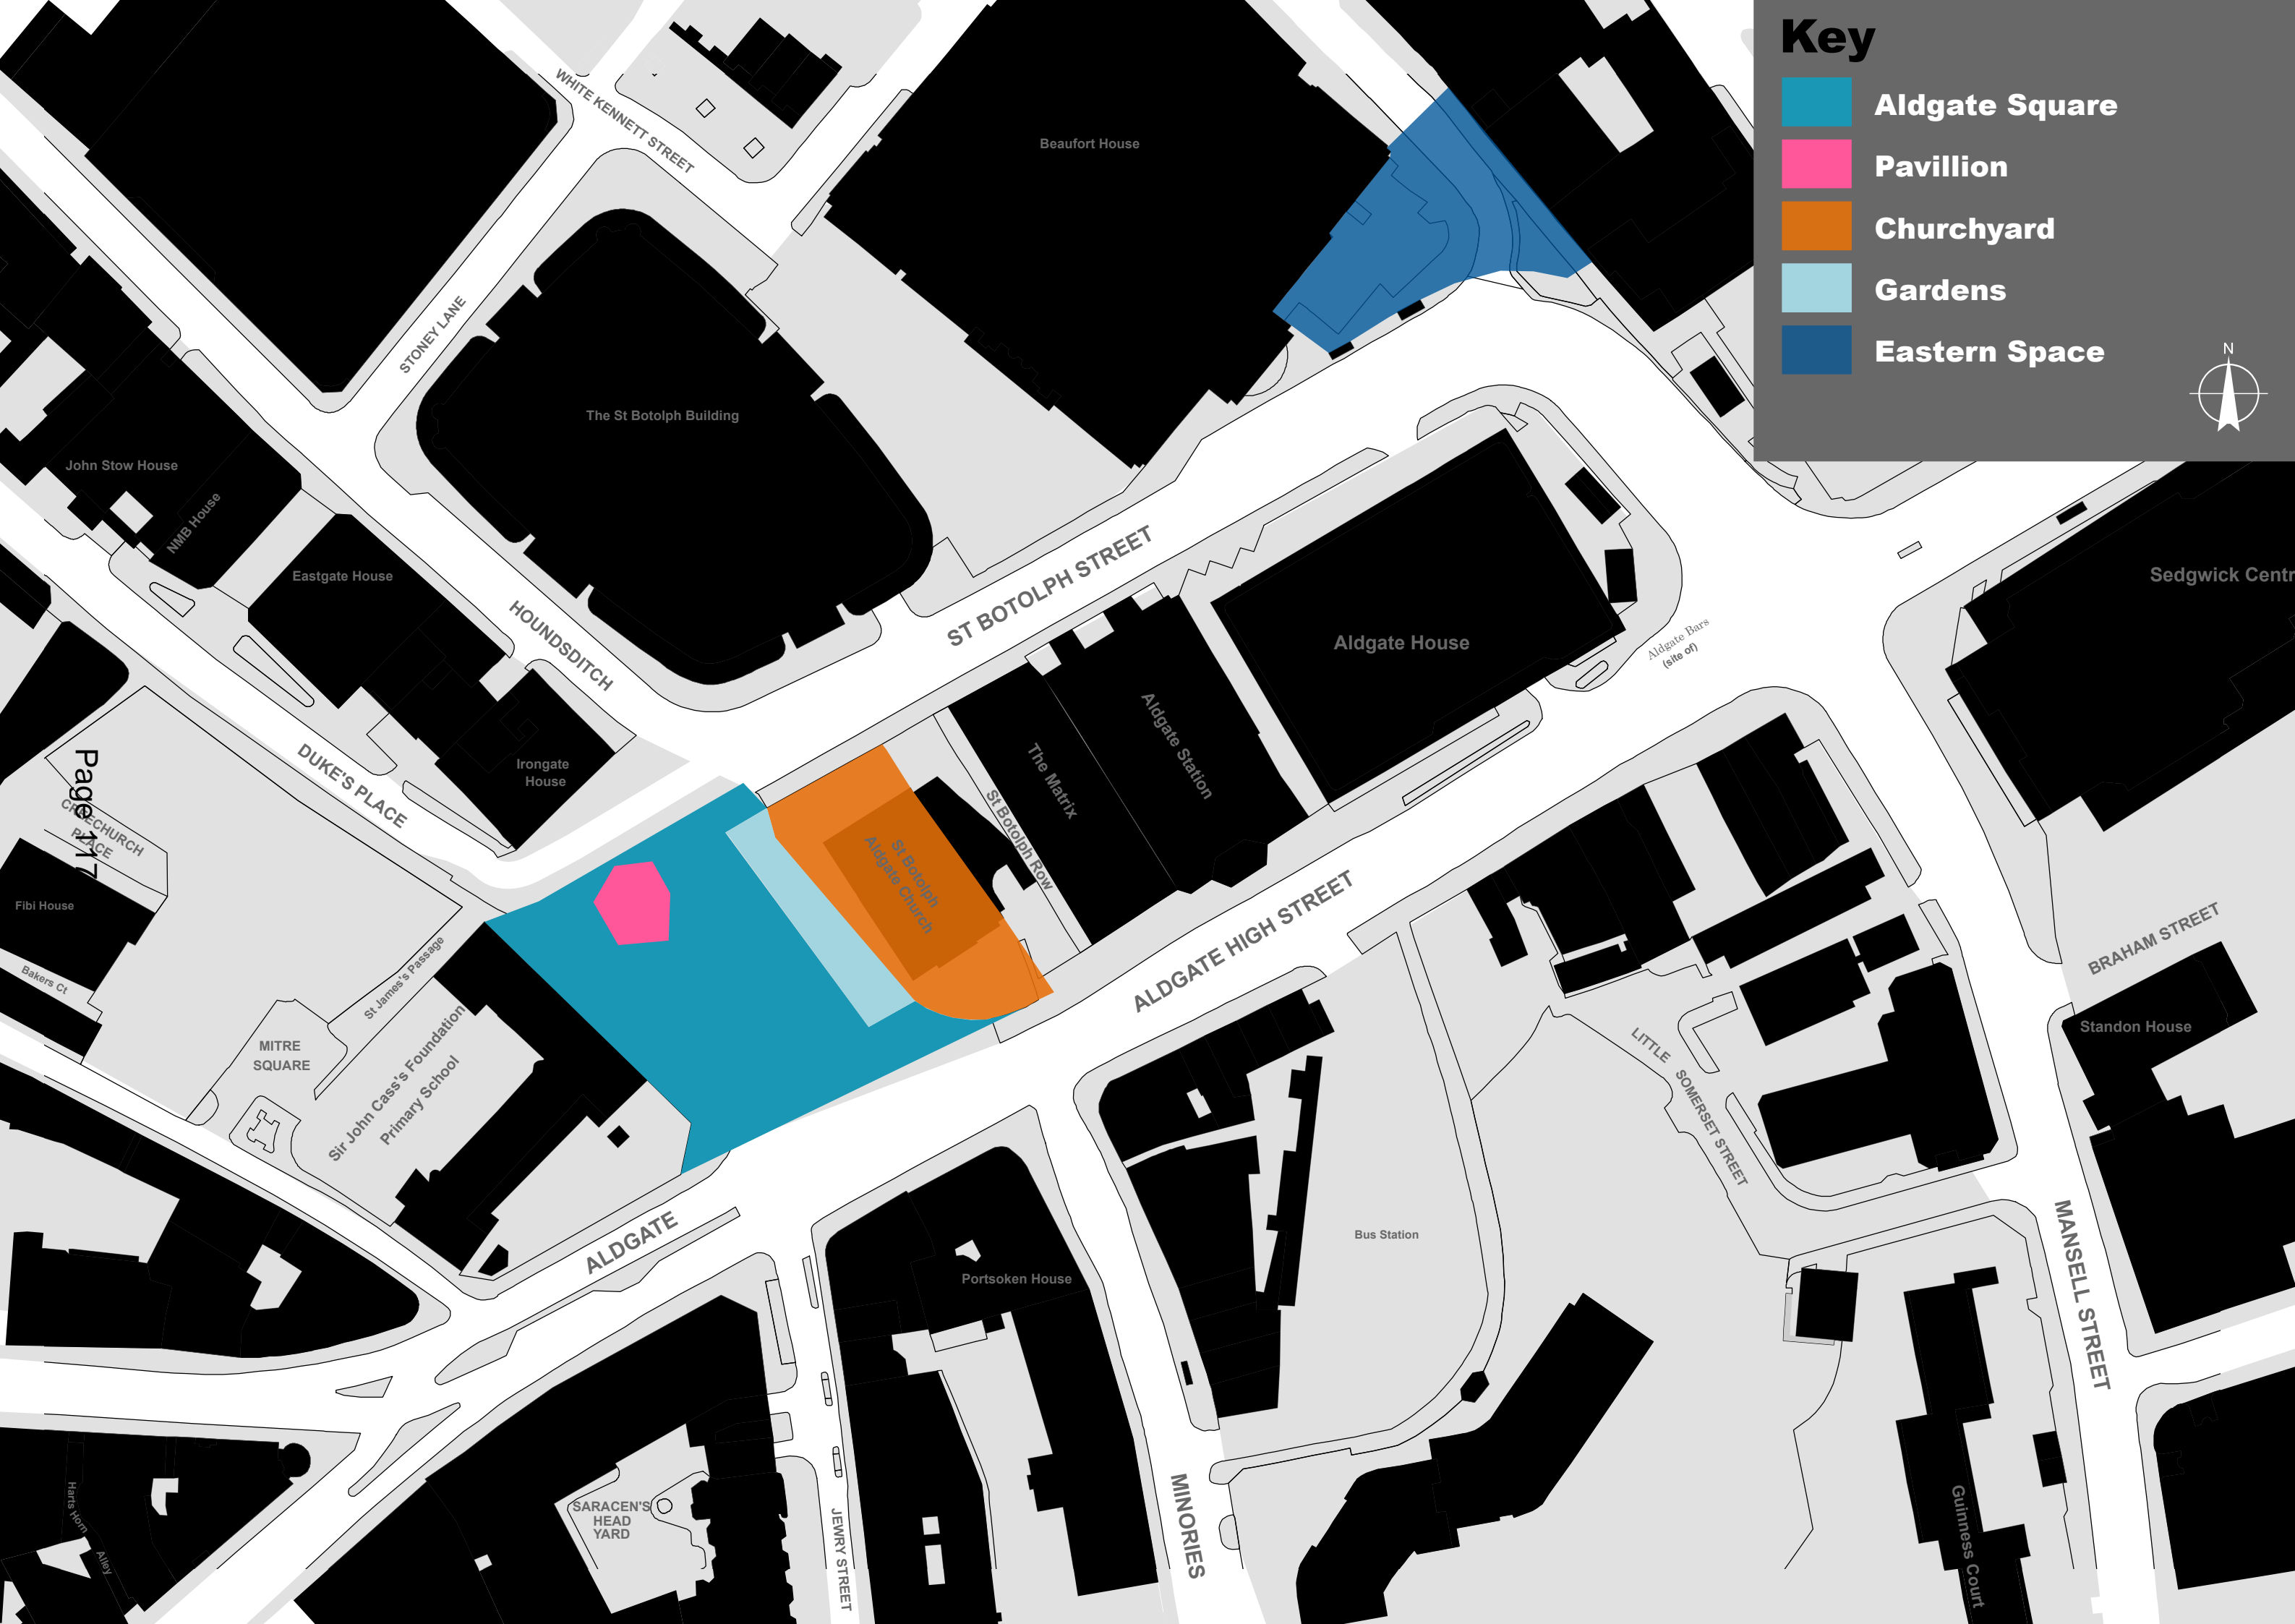 Key
Aldgate Square
Pavillion
Churchyard
Gardens
Eastern Space
N
WHITE KENNETT STREET
Beaufort House
STONEY LANE
The St Botolph Building
John Stow House
NMB House
Eastgate House
HOUNDSDITCH
ST BOTOLPH STREET
Sedgwick Centr
Aldgate House
Aldgate Bars
(site of)
Aldgate Station
The Matrix
St Botolph Row
DUKE'S PLACE
Irongate
House
Page 117
CREECHURCH
PLACE
St Botolph
Aldgate Church
Fibi House
Bakers Ct
St James's Passage
MITRE
SQUARE
Sir John Cass's Foundation
Primary School
ALDGATE HIGH STREET
BRAHAM STREET
Standon House
LITTLE
SOMERSET STREET
ALDGATE
Portsoken House
Bus Station
MANSELL STREET
Harts Horn
Alley
SARACEN'S
HEAD
YARD
JEWRY STREET
MINORIES
Guinness Court